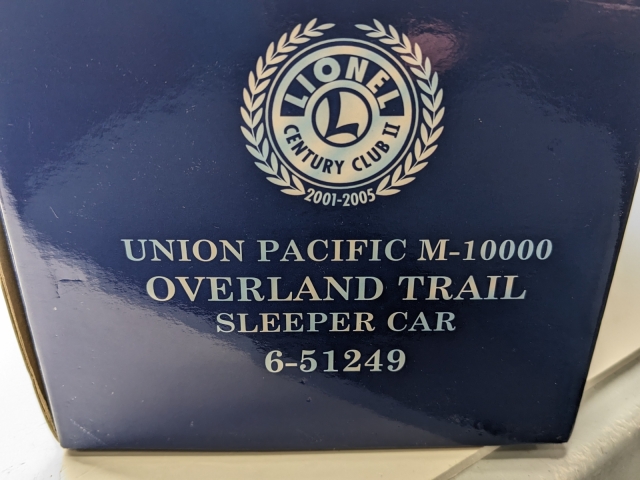 LIONEL
L
CENTURY CLUB II
2001-2005
UNION PACIFIC M-10000
OVERLAND TRAIL
SLEEPER CAR
6-51249